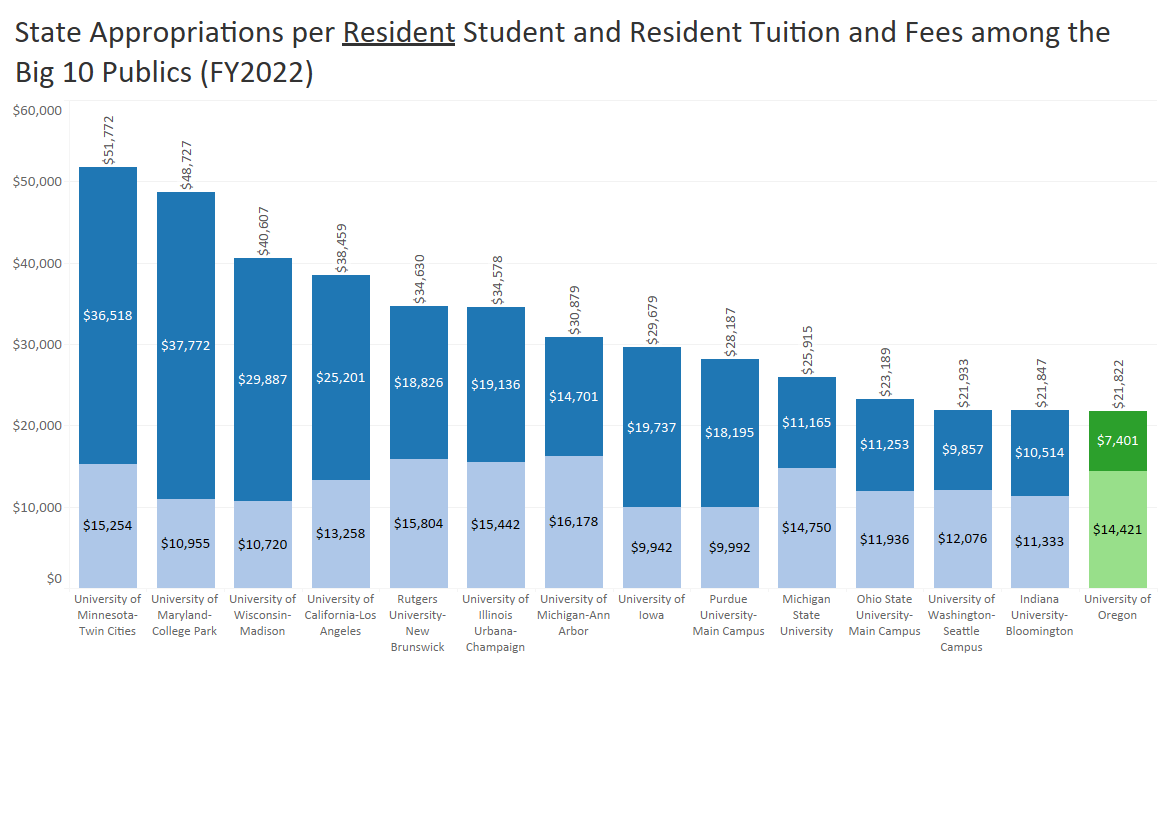 State Appropriations per Resident Student and Resident Tuition and Fees among the
Big 10 Publics (FY2022)
$60,000
$50,000
$40,000
$30,000
$20,000
$10,000
$0
$51,772
$36,518
$15,254
University of
Minnesota-
Twin Cities
$48,727
$37,772
$10,955
University of
Maryland-
College Park
$40,607
$29,887
$10,720
University of
Wisconsin-
Madison
$38,459
$25,201
$13,258
University of
California-Los
Angeles
$34,630
$18,826
$15,804
Rutgers
University-
New
Brunswick
$34,578
$19,136
$15,442
University of
Illinois
Urbana-
Champaign
$30,879
$14,701
$16,178
University of
Michigan-Ann
Arbor
$29,679
$19,737
$9,942
University of
Iowa
$28,187
$18,195
$9,992
Purdue
University-
Main Campus
$25,915
$11,165
$14,750
Michigan
State
University
$23,189
$11,253
$11,936
Ohio State
University-
Main Campus
$21,933
$9,857
$12,076
University of
Washington-
Seattle
Campus
$21,847
$10,514
$11,333
Indiana
University-
Bloomington
$21,822
$7,401
$14,421
University of
Oregon